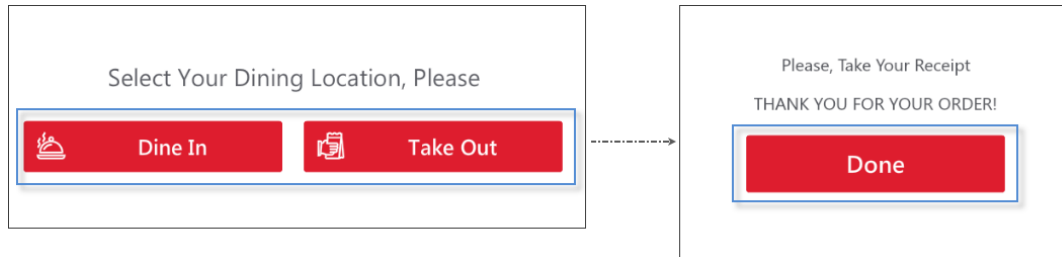 Select Your Dining Location, Please
Dine In
Take Out
Please, Take Your Receipt
THANK YOU FOR YOUR ORDER!
Done